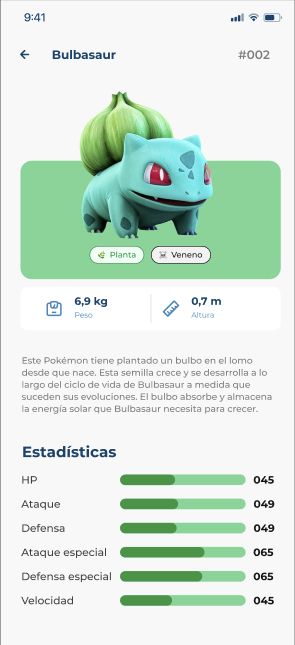 9:41
Bulbasaur #002
Planta Veneno
6,9 kg 0,7 m
Peso Altura
Este Pokémon tiene plantado un bulbo en el lomo
desde que nace. Esta semilla crece y se desarrolla a lo
largo del ciclo de vida de Bulbasaur a medida que
suceden sus evoluciones. El bulbo absorbe y almacena
la energía solar que Bulbasaur necesita para crecer.
Estadísticas
HP 045
Ataque 049
Defensa 049
Ataque especial 065
Defensa especial 065
Velocidad 045